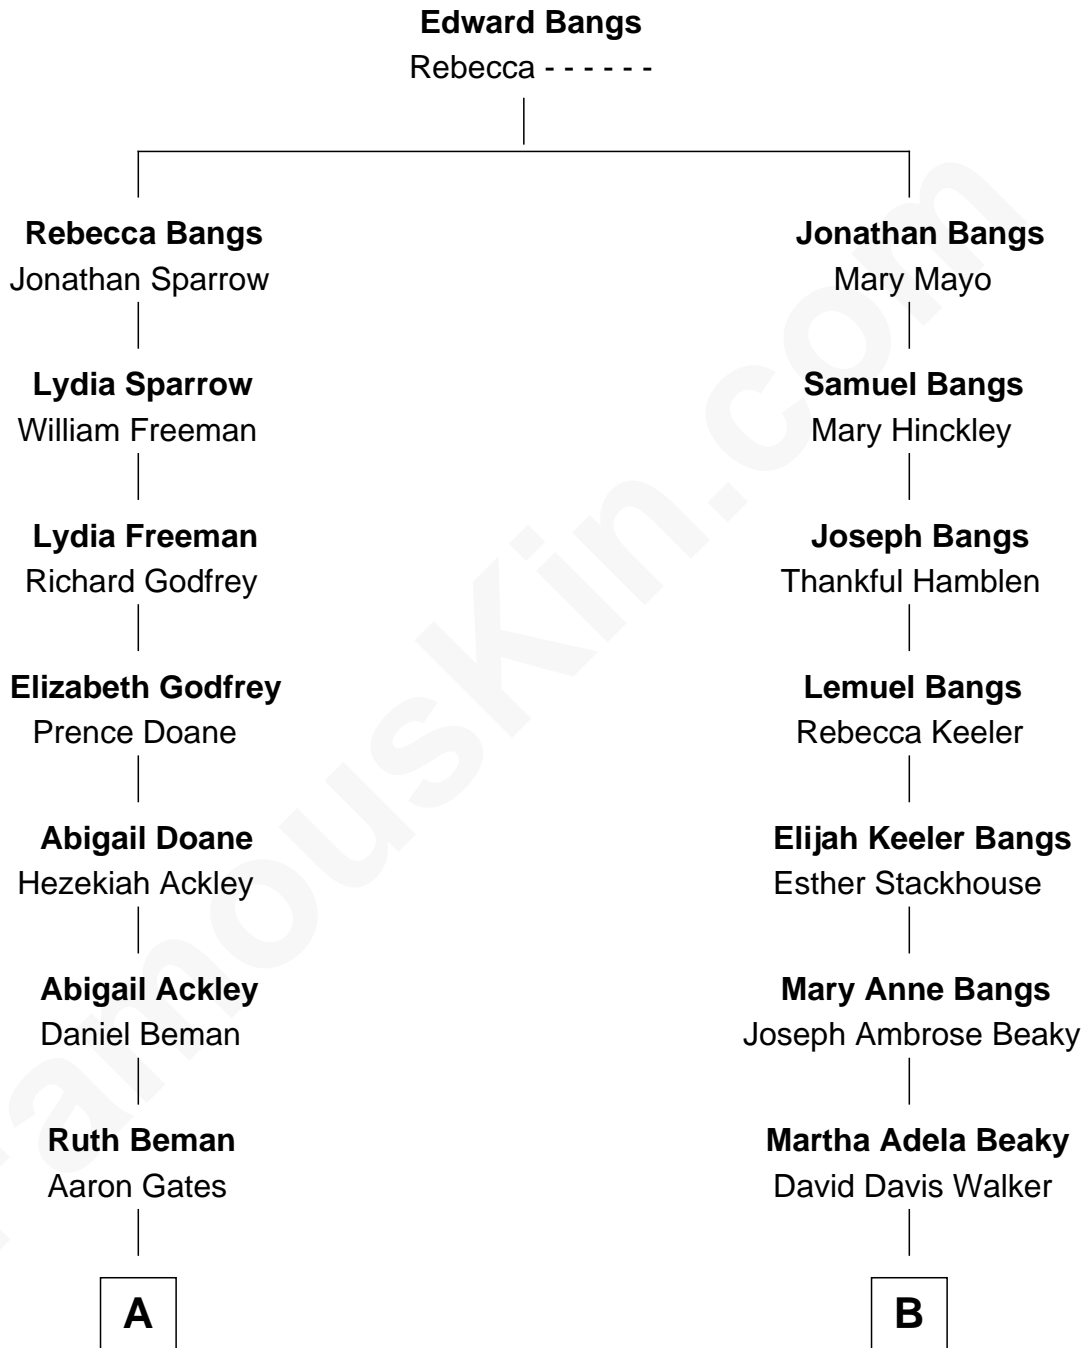 Edward Bangs
Rebecca - - - - - -
Rebecca Bangs
Jonathan Sparrow
Jonathan Bangs
Mary Mayo
Lydia Sparrow
William Freeman
Samuel Bangs
Mary Hinckley
Lydia Freeman
Richard Godfrey
Joseph Bangs
Thankful Hamblen
Elizabeth Godfrey
Prence Doane
Lemuel Bangs
Rebecca Keeler
Abigail Doane
Hezekiah Ackley
Elijah Keeler Bangs
Esther Stackhouse
Abigail Ackley
Daniel Beman
Mary Anne Bangs
Joseph Ambrose Beaky
Ruth Beman
Aaron Gates
Martha Adela Beaky
David Davis Walker
A
B
FamousKin.com